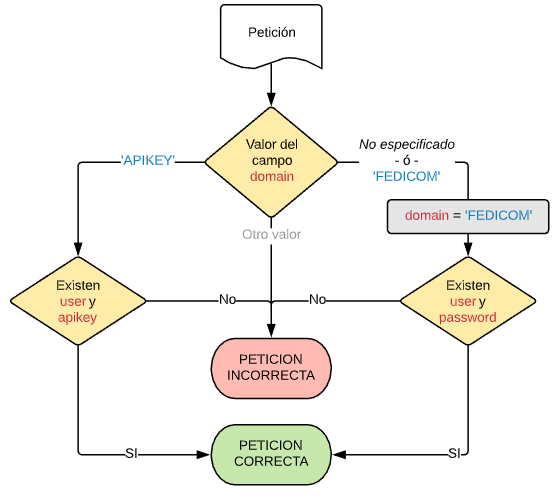 Petición
Valor del
campo
domain
'APIKEY'
No especificado
- ó -
'FEDICOM'
domain = 'FEDICOM'
Otro valor
Existen
user y
apikey
No
No
Existen
user y
password
PETICION
INCORRECTA
SI
PETICION
CORRECTA
SI